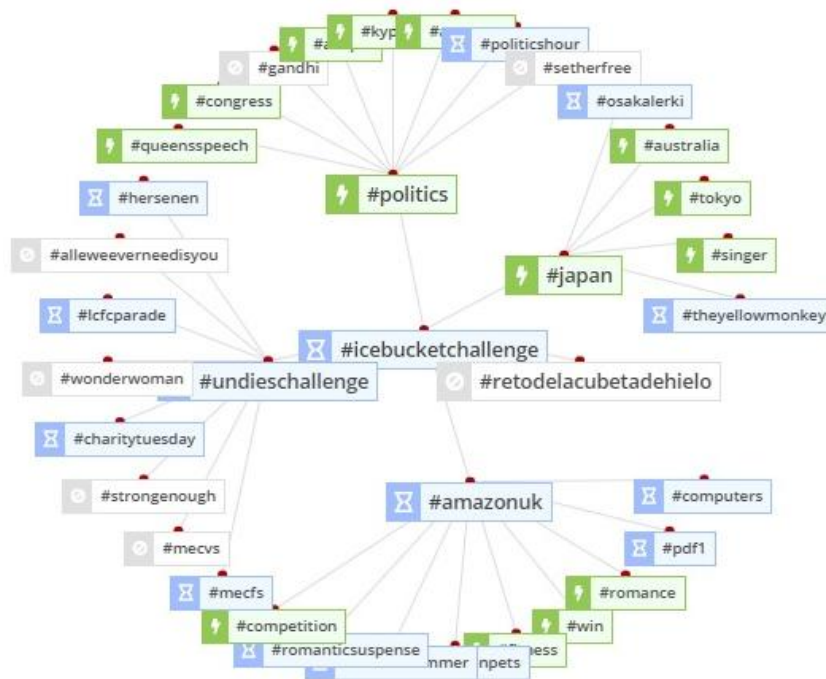 #politicshour
#gandhi
#setherfree
#congress
#osakalerki
#queensspeech
#australia
#hersenen
#politics
#tokyo
#alleweeverneedisyou
#singer
#japan
#lcfcparade
#theyellowmonkey
#icebucketchallenge
#wonderwoman
#undieschallenge
#retodelacubetadehielo
#charitytuesday
#strongenough
#amazonuk
#computers
#mecvs
#pdf1
#mecfs
#romance
#competition
#win
#romanticsuspense